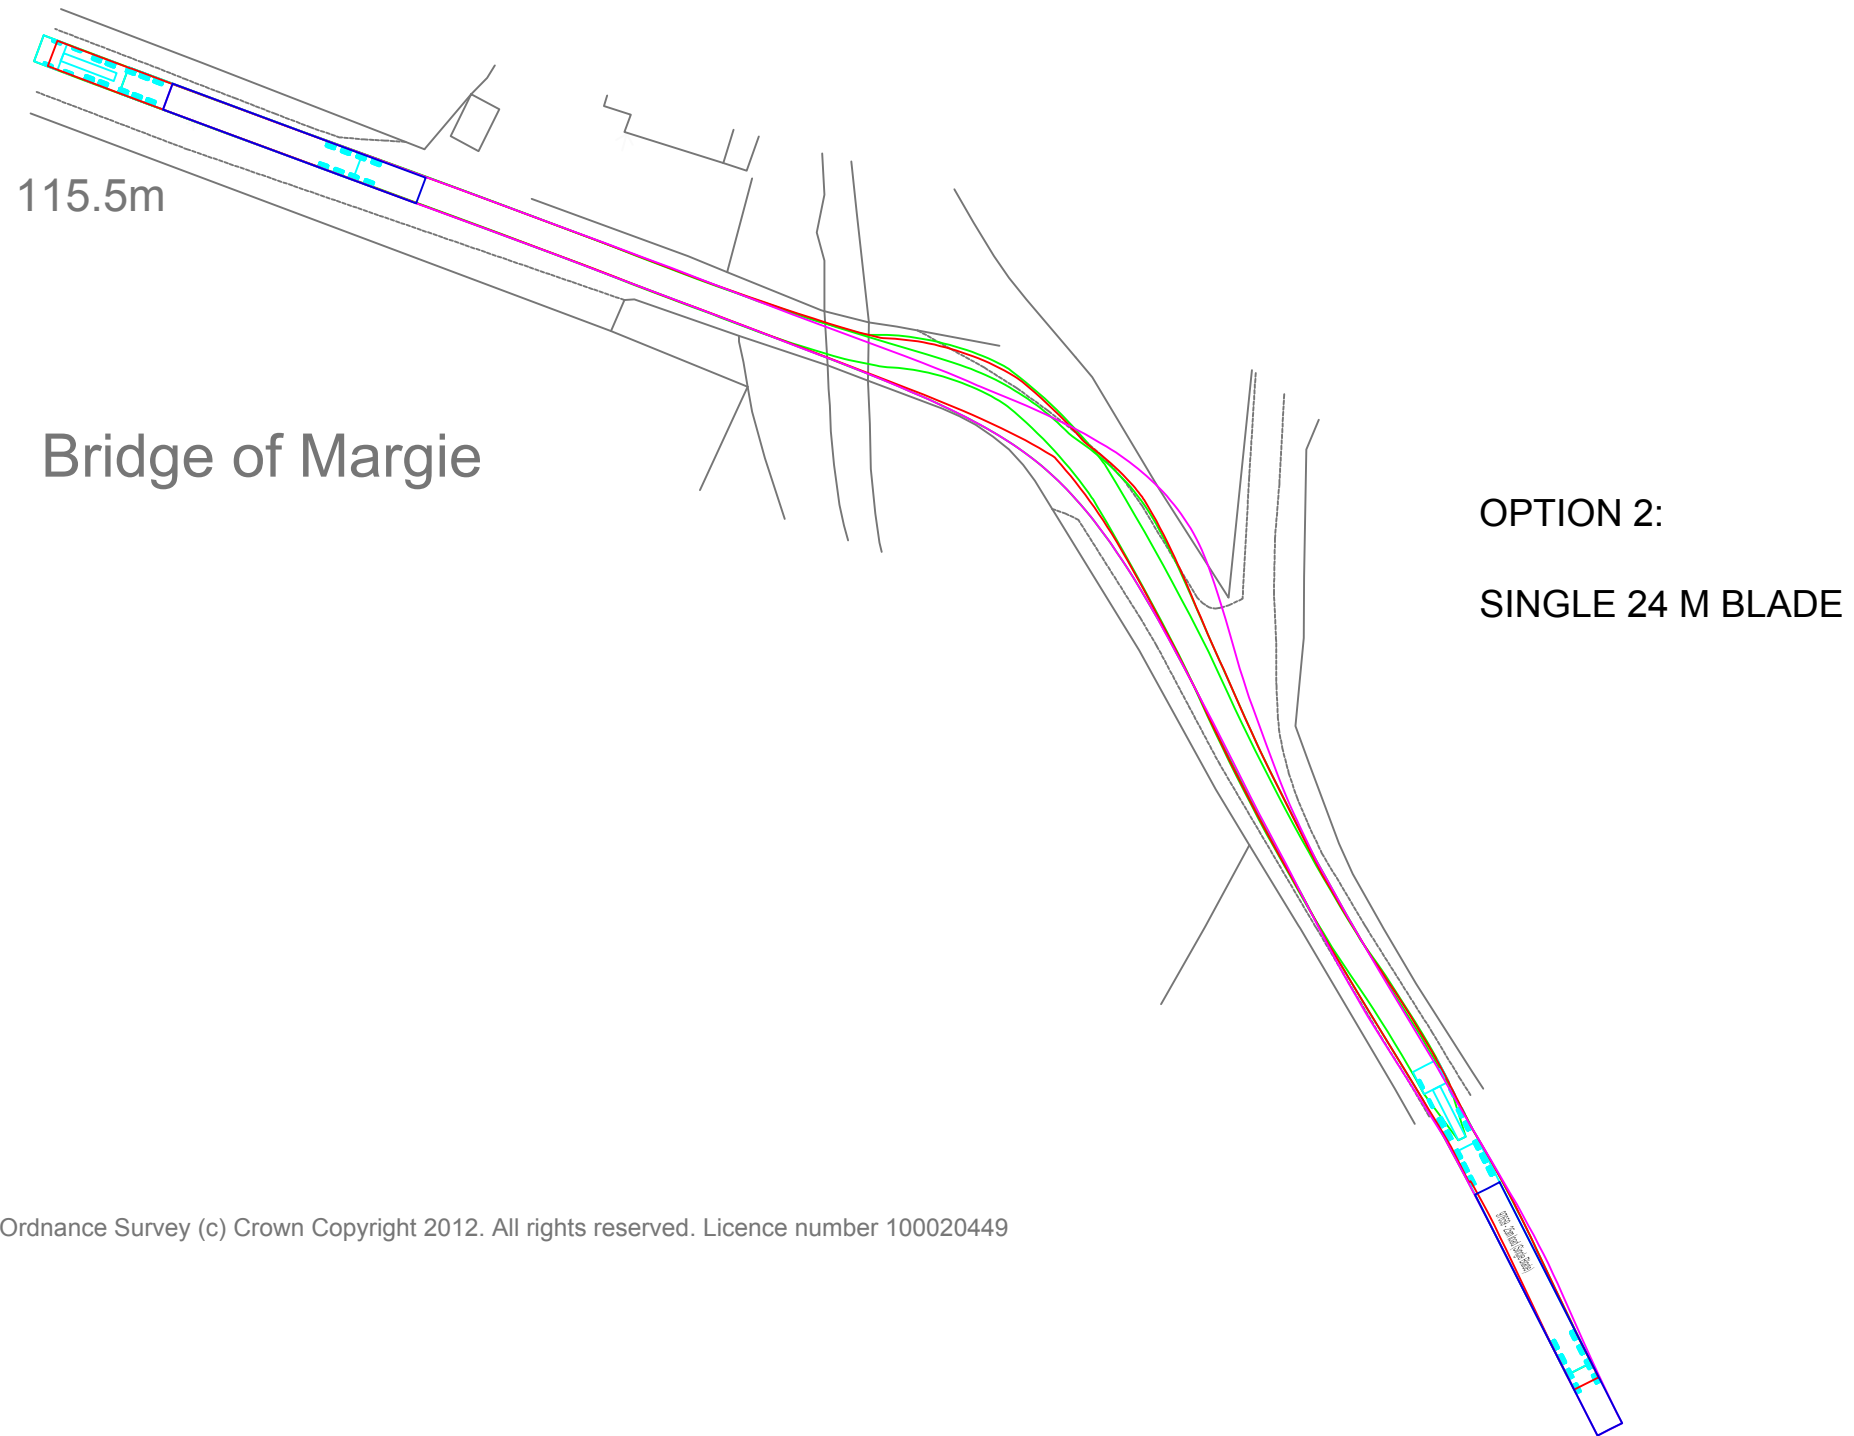 115.5m
Bridge of Margie
OPTION 2:
SINGLE 24 M BLADE
Ordnance Survey (c) Crown Copyright 2012. All rights reserved. Licence number 100020449